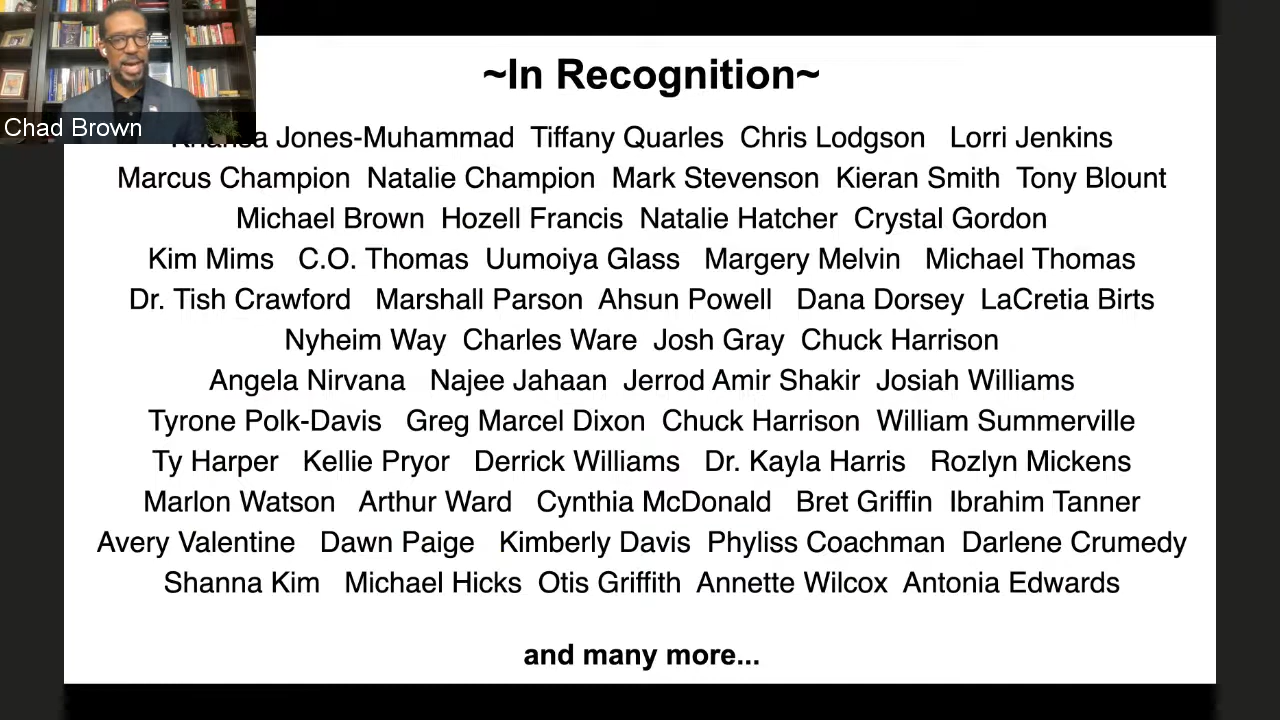 ~In Recognition~
Chad Brown
Jones-Muhammad Tiffany Quarles Chris Lodgson Lorri Jenkins
Marcus Champion Natalie Champion Mark Stevenson Kieran Smith Tony Blount
Michael Brown Hozell Francis Natalie Hatcher Crystal Gordon
Kim Mims C.O. Thomas Uumoiya Glass Margery Melvin Michael Thomas
Dr. Tish Crawford Marshall Parson Ahsun Powell Dana Dorsey LaCretia Birts
Nyheim Way Charles Ware Josh Gray Chuck Harrison
Angela Nirvana Najee Jahaan Jerrod Amir Shakir Josiah Williams
Tyrone Polk-Davis Greg Marcel Dixon Chuck Harrison William Summerville
Ty Harper Kellie Pryor Derrick Williams Dr. Kayla Harris Rozlyn Mickens
Marlon Watson Arthur Ward Cynthia McDonald Bret Griffin Ibrahim Tanner
Avery Valentine Dawn Paige Kimberly Davis Phyliss Coachman Darlene Crumedy
Shanna Kim Michael Hicks Otis Griffith Annette Wilcox Antonia Edwards
and many more...